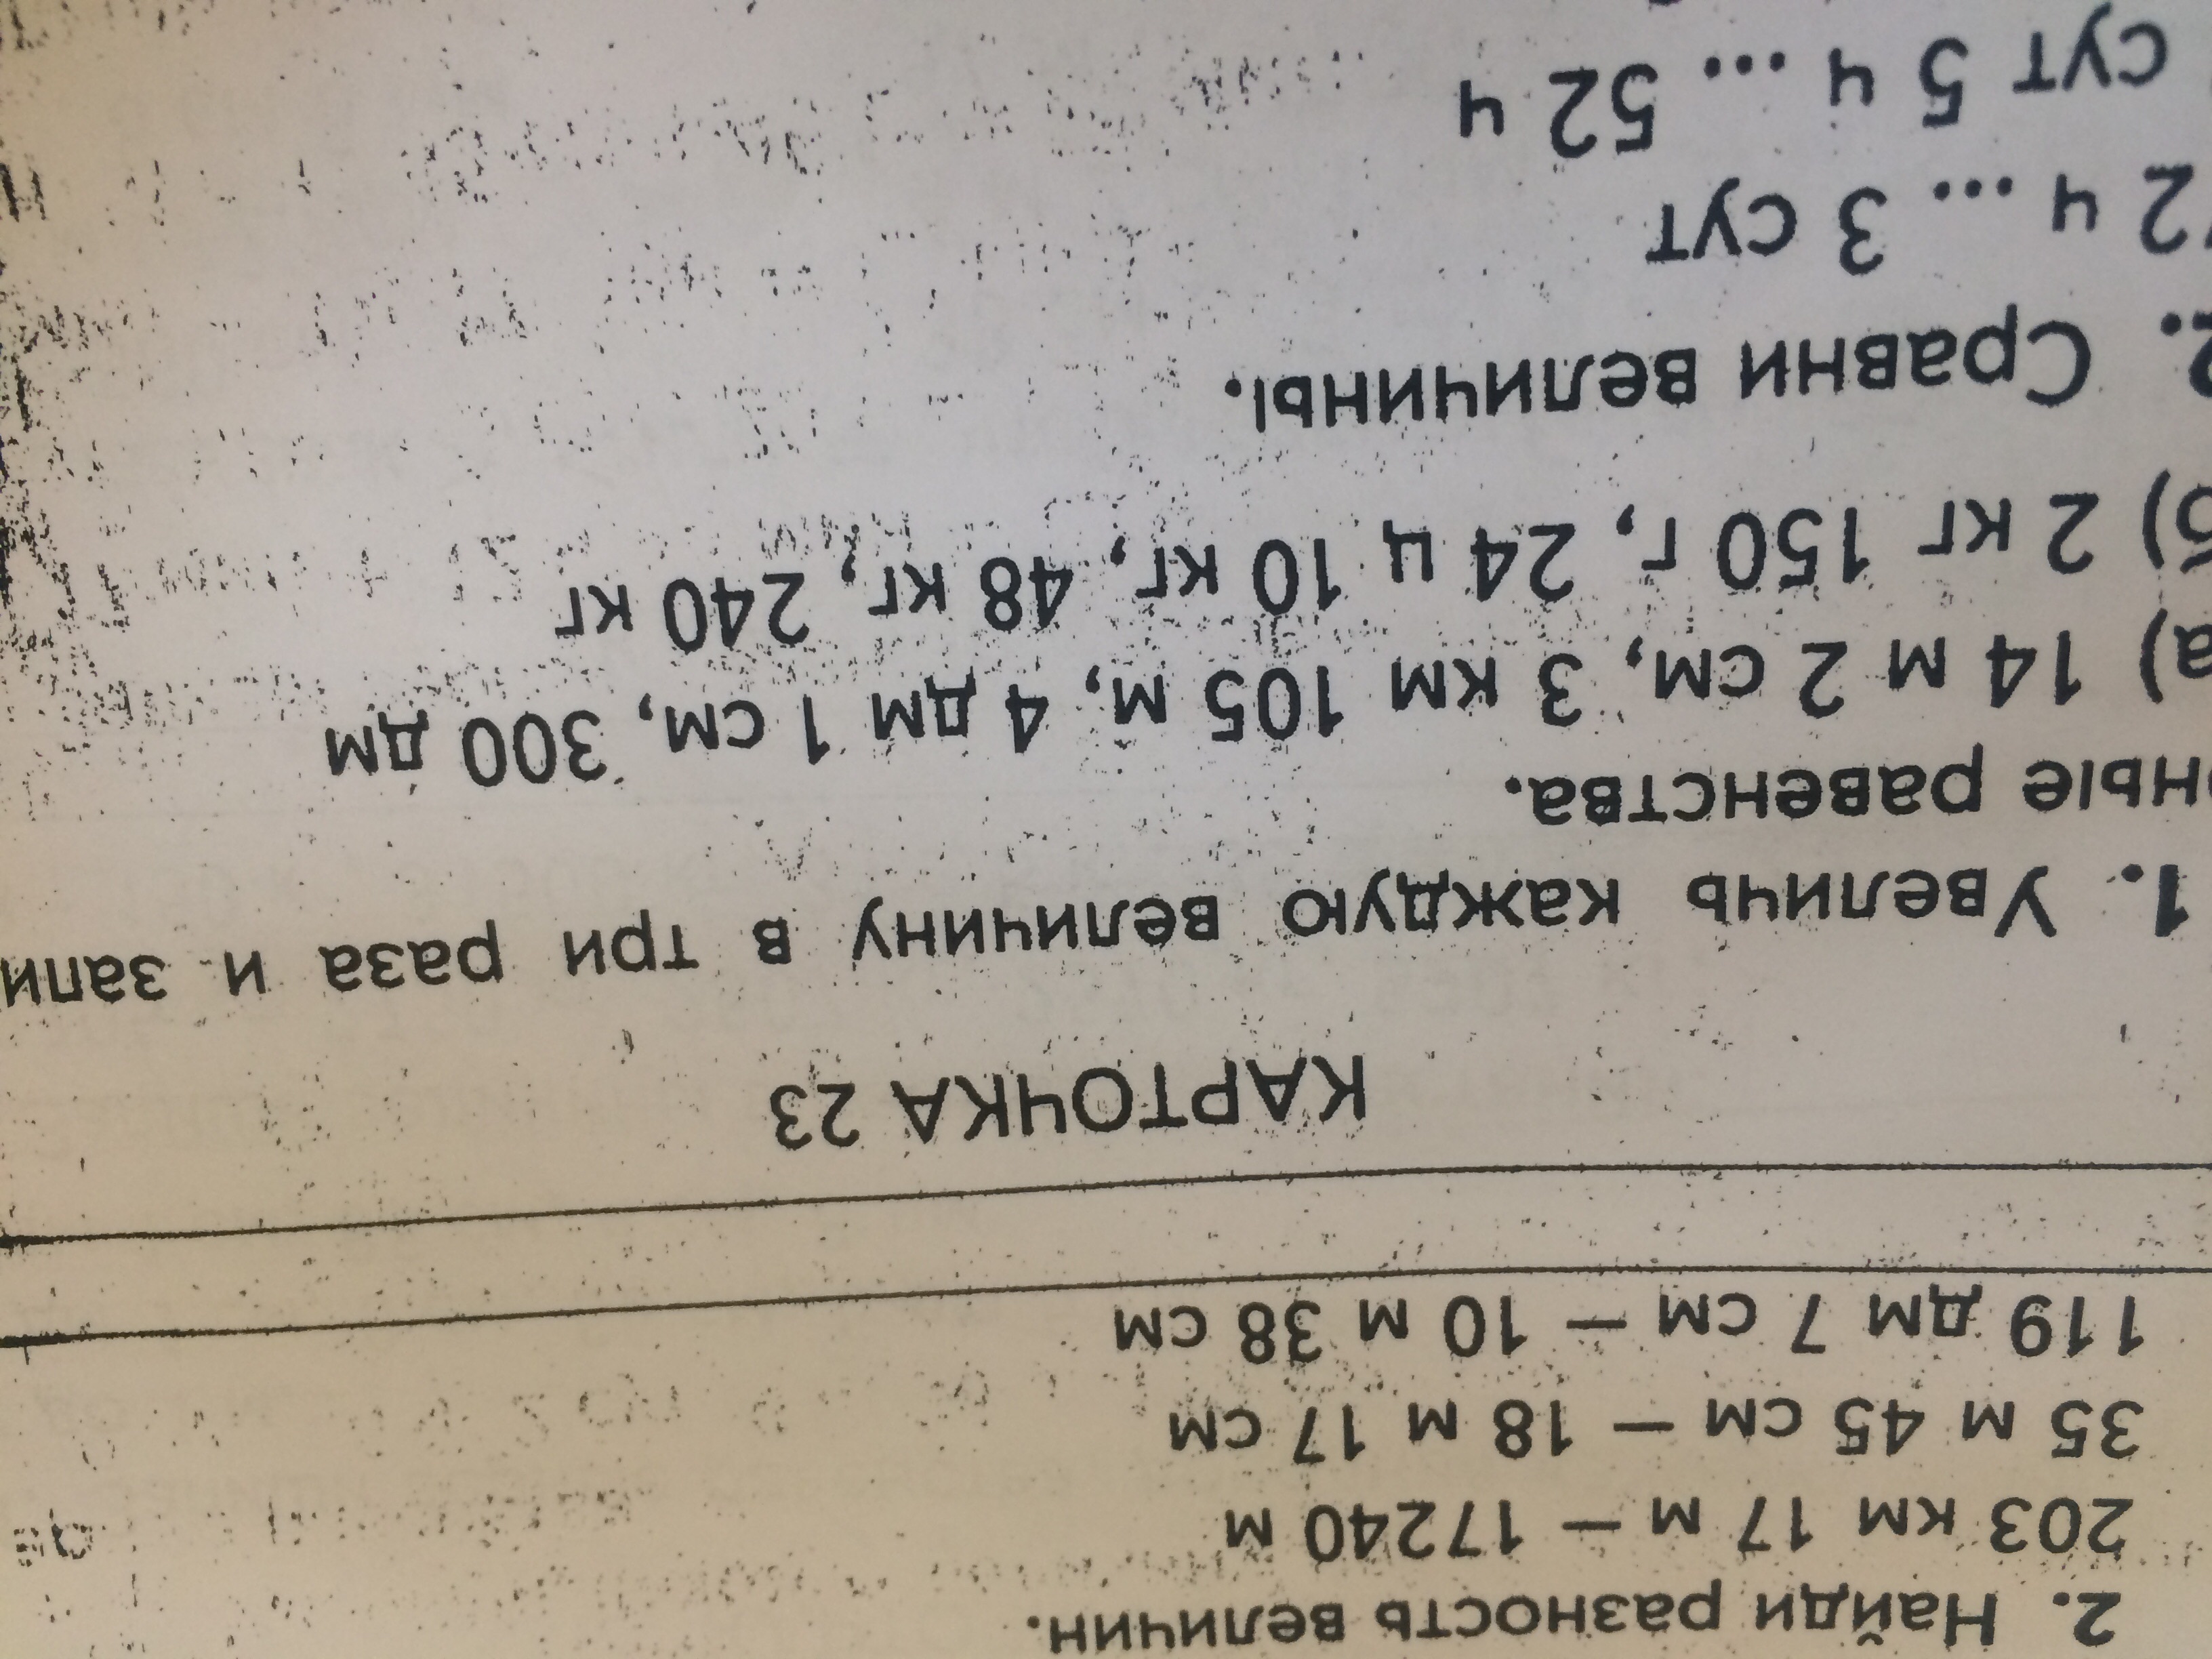 2. Найди разность величин.
203 км 17 м — 17240 м
35 м 45 см — 18 м 17 см
119 дм 7 см — 10 м 38 см
КАРТОЧКА 23
1. Увеличь каждую величину в три раза и запи
ные равенства.
а) 14 м 2 см, 3 км 105 м, 4 дм 1 см, 300 дм
б) 2 кг 150 г, 24 ц 10 кг, 48 кг, 240 кг
2. Сравни величины.
2 ч ... 3 сут
сут 5 ч ... 52 ч